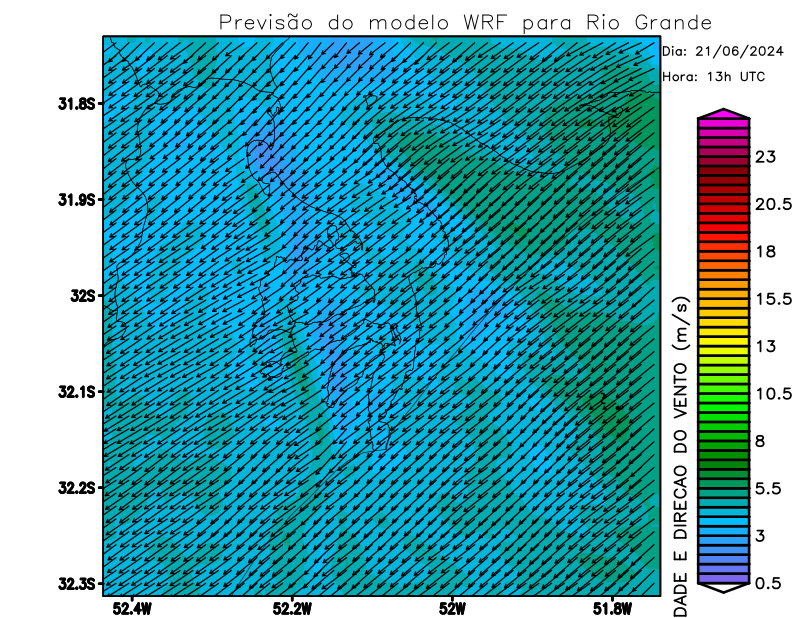 Previsão do modelo WRF para Rio Grande
Dia: 21/06/2024
Hora: 13h UTC
31.8S
31.9S
32S
32.1S
32.2S
32.3S
52.4W
52.2W
52W
51.8W
23
20.5
18
15.5
13
10.5
8
5.5
3
0.5
DADE E DIRECAO DO VENTO (m/s)